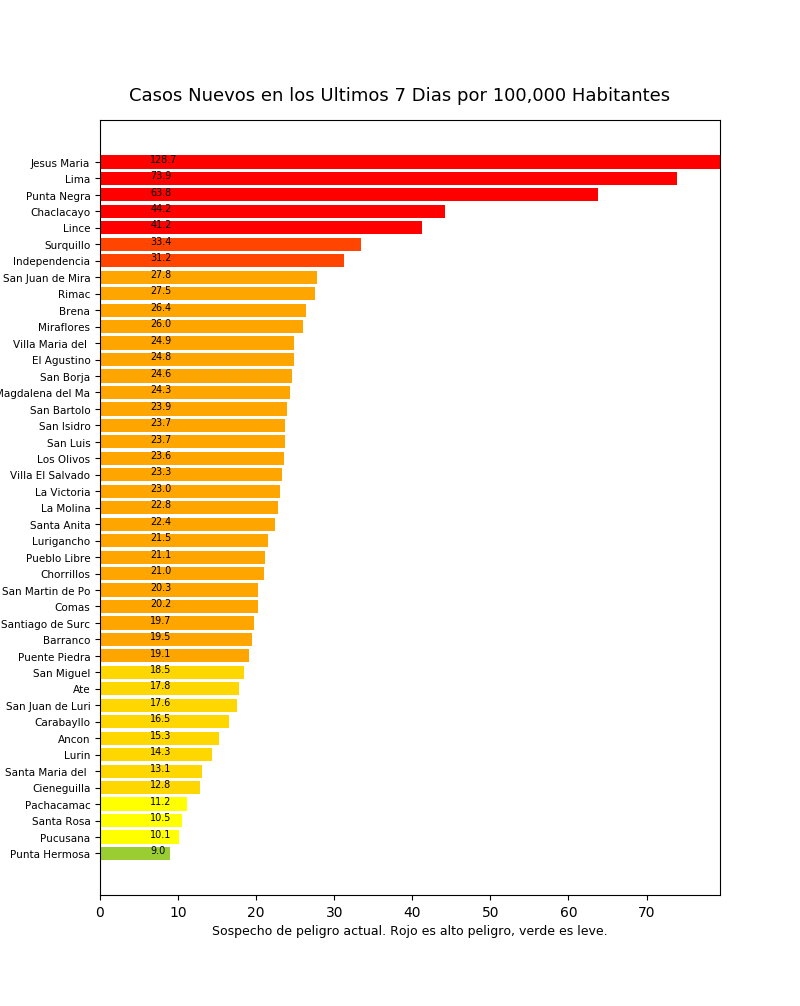 Casos Nuevos en los Ultimos 7 Dias por 100,000 Habitantes
Jesus Maria 128.7
Lima 73.9
Punta Negra 63.8
Chaclacayo 44.2
Lince 41.2
Surquillo 33.4
Independencia 31.2
San Juan de Mira 27.8
Rimac 27.5
Brena 26.4
Miraflores 26.0
Villa Maria del 24.9
El Agustino 24.8
San Borja 24.6
Magdalena del Ma 24.3
San Bartolo 23.9
San Isidro 23.7
San Luis 23.7
Los Olivos 23.6
Villa El Salvado 23.3
La Victoria 23.0
La Molina 22.8
Santa Anita 22.4
Lurigancho 21.5
Pueblo Libre 21.1
Chorrillos 21.0
San Martin de Po 20.3
Comas 20.2
Santiago de Surc 19.7
Barranco 19.5
Puente Piedra 19.1
San Miguel 18.5
Ate 17.8
San Juan de Luri 17.6
Carabayllo 16.5
Ancon 15.3
Lurin 14.3
Santa Maria del 13.1
Cieneguilla 12.8
Pachacamac 11.2
Santa Rosa 10.5
Pucusana 10.1
Punta Hermosa 9.0
0 10 20 30 40 50 60 70
Sospecho de peligro actual. Rojo es alto peligro, verde es leve.